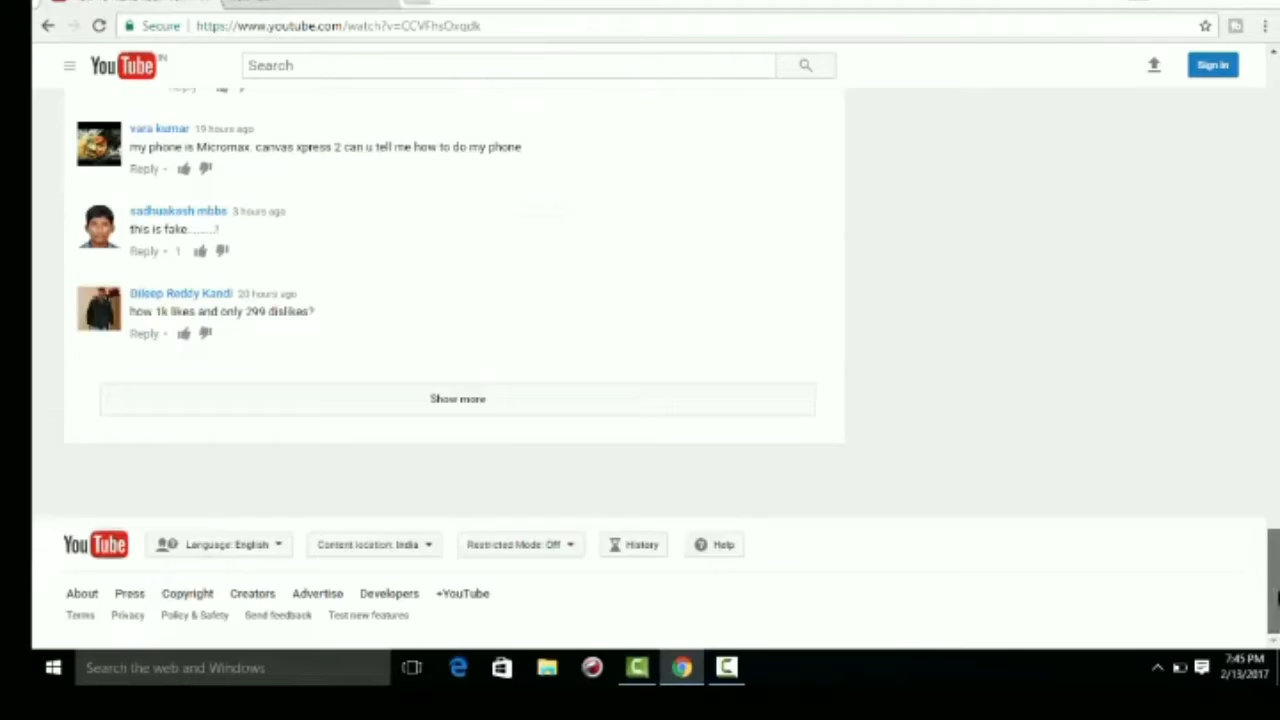 Secure https://www.youtube.com/watch?v=CCVFhsOxqdk
YouTube IN Search Sign in
Reply
vara kumar 19 hours ago
my phone is Micromax. canvas xpress 2 can u tell me how to do my phone
Reply •
sadhuakash mbbs 3 hours ago
this is fake........!
Reply • 1
Dileep Reddy Kandi 20 hours ago
how 1k likes and only 299 dislikes?
Reply •
Show more
YouTube Language: English Content location: India Restricted Mode: Off History Help
About Press Copyright Creators Advertise Developers +YouTube
Terms Privacy Policy & Safety Send feedback Test new features
Search the web and Windows
7:45 PM
2/13/2017